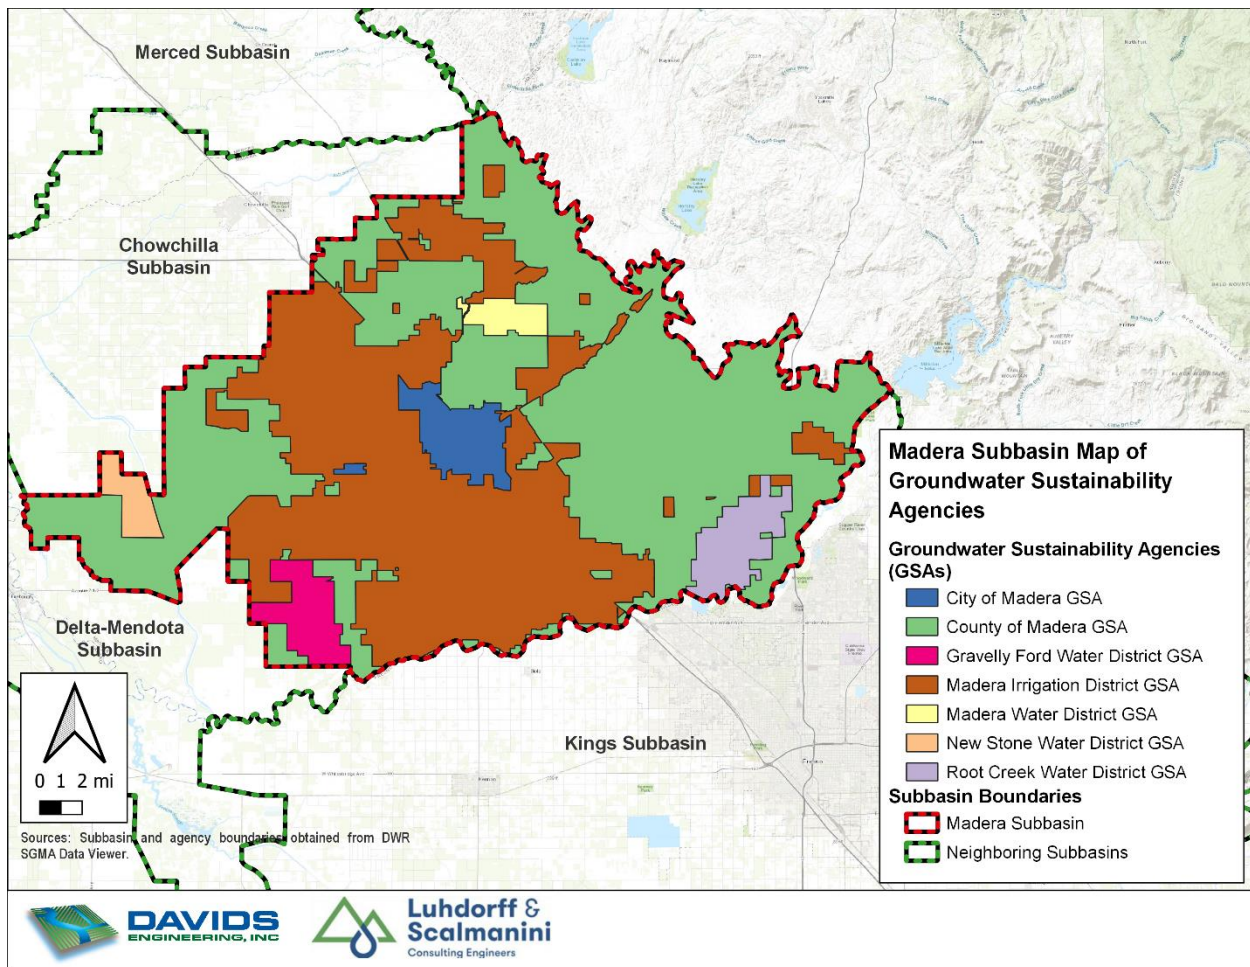 Merced Subbasin
Chowchilla
Subbasin
Delta-Mendota
Subbasin
Kings Subbasin
Fresno
Madera Subbasin Map of
Groundwater Sustainability
Agencies
Groundwater Sustainability Agencies
(GSAs)
City of Madera GSA
County of Madera GSA
Gravelly Ford Water District GSA
Madera Irrigation District GSA
Madera Water District GSA
New Stone Water District GSA
Root Creek Water District GSA
Subbasin Boundaries
Madera Subbasin
Neighboring Subbasins
0 1 2 mi
Sources: Subbasin and agency boundaries obtained from DWR
SGMA Data Viewer.
DAVIDS
ENGINEERING, INC
Luhdorff &
Scalmanini
Consulting Engineers